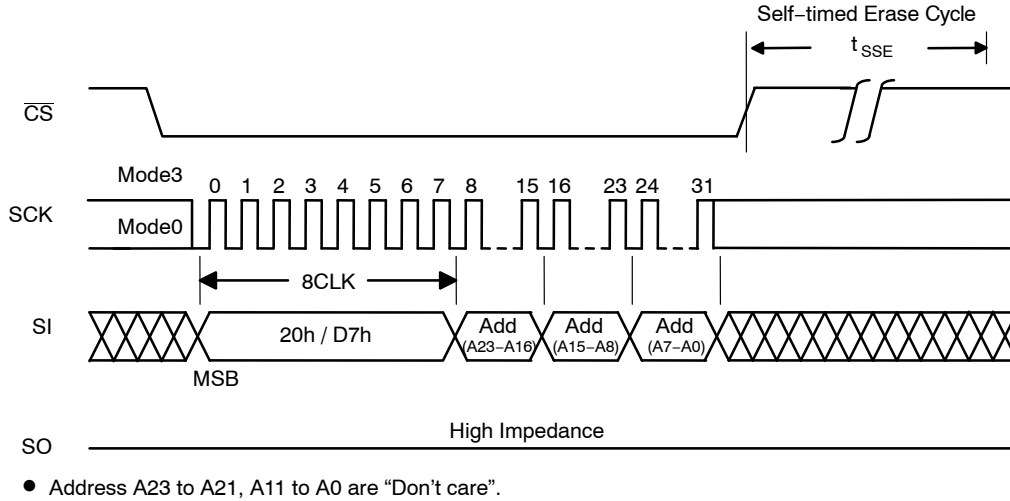 Self−timed Erase Cycle
t SSE
CS
Mode3
0 1 2 3 4 5 6 7 8 15 16 23 24 31
SCK
Mode0
8CLK
SI
20h / D7h
Add
(A23−A16)
Add
(A15−A8)
Add
(A7−A0)
MSB
High Impedance
SO
● Address A23 to A21, A11 to A0 are “Don’t care”.